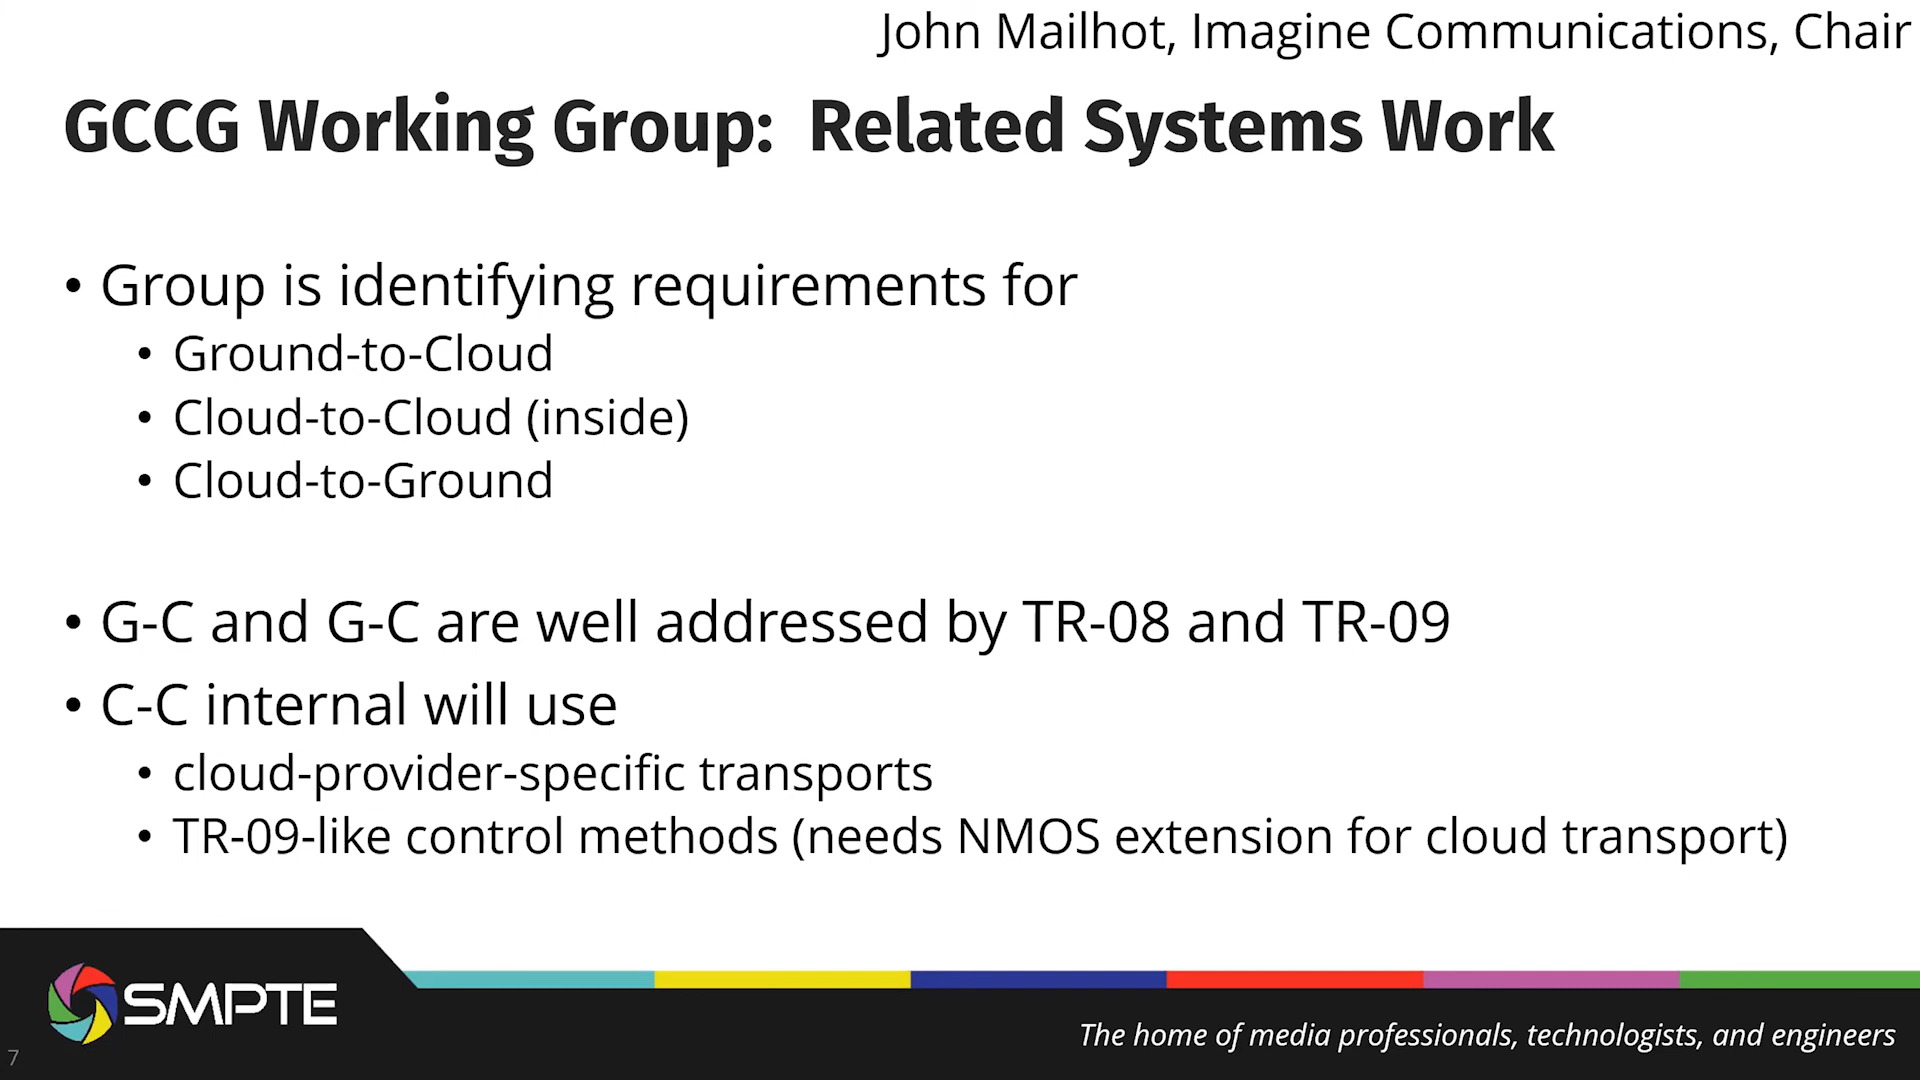 John Mailhot, Imagine Communications, Chair
GCCG Working Group: Related Systems Work
• Group is identifying requirements for
• Ground-to-Cloud
• Cloud-to-Cloud (inside)
• Cloud-to-Ground
• G-C and G-C are well addressed by TR-08 and TR-09
• C-C internal will use
• cloud-provider-specific transports
• TR-09-like control methods (needs NMOS extension for cloud transport)
SMPTE
The home of media professionals, technologists, and engineers
7